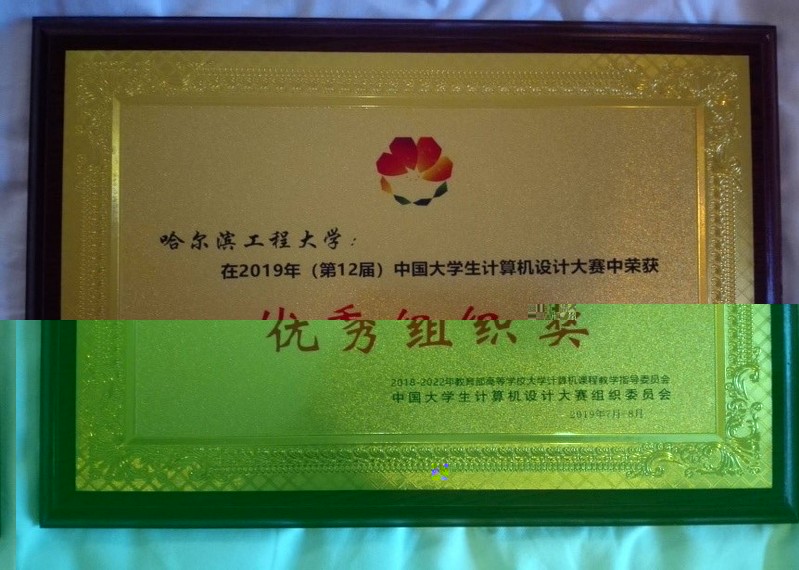 哈尔滨工程大学：
在2019年（第12届）中国大学生计算机设计大赛中荣获
优秀组织奖
2018-2022年教育部高等学校大学计算机课程教学指导委员会
中国大学生计算机设计大赛组织委员会
2019年7月-8月